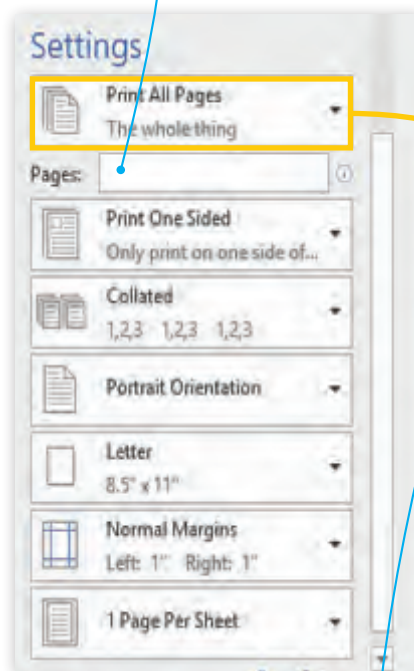 Settings
Print All Pages
The whole thing
Pages:
Print One Sided
Only print on one side of...
Collated
1,2,3 1,2,3 1,2,3
Portrait Orientation
Letter
8.5" x 11"
Normal Margins
Left: 1" Right: 1"
1 Page Per Sheet